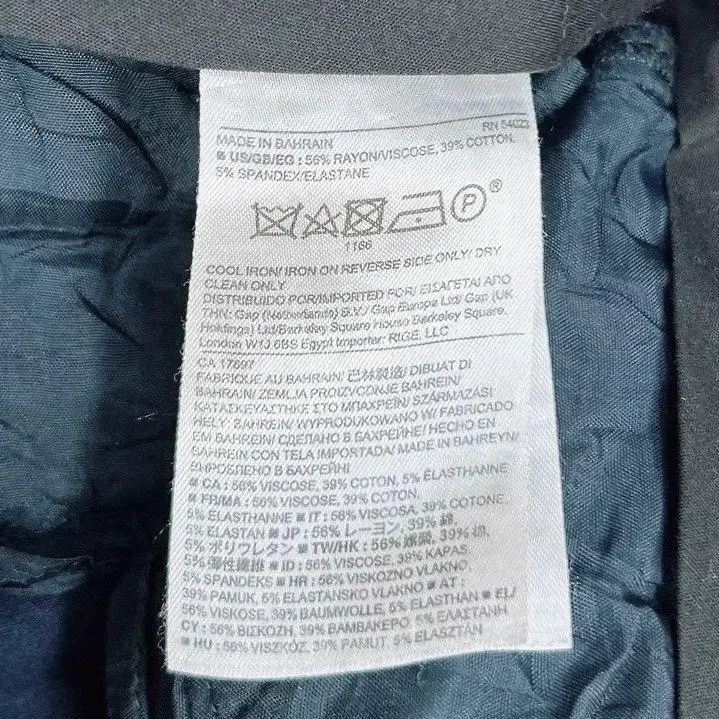 RN 54023
MADE IN BAHRAIN
■ US/GB/EG : 56% RAYON/VISCOSE, 39% COTTON,
5% SPANDEX/ELASTANE
P
1166
COOL IRON/ IRON ON REVERSE SIDE ONLY/ DRY
CLEAN ONLY
DISTRIBUIDO POR/IMPORTED FOR/ ΕΙΣΑΓΕΤΑΙ ΑΠΟ
ΤΗΝ: Gap (Netherlands) B.V./ Gap Europe Ltd/ Gap (UK
Holdings) Ltd/Berkeley Square House Berkeley Square,
London W1J 6BS Egypt Importer: RIGE, LLC
CA 17897
FABRIQUE AU BAHRAIN/ 巴林製造/ DIBUAT DI
BAHRAIN/ ZEMLJA PROIZVODNJE BAHREIN/
ΚΑΤΑΣΚΕΥΑΣΤΗΚΕ ΣΤΟ ΜΠΑΧΡΕΙΝ/ SZÁRMAZÁSI
HELY: BAHREIN/ WYPRODUKOWANO W/ FABRICADO
EM BAHREIN/ СДЕЛАНО В БАХРЕЙНЕ/ HECHO EN
BAHREIN CON TELA IMPORTADA/ MADE IN BAHREYN/
ВИРОБЛЕНО В БАХРЕЙНІ
■ CA : 56% VISCOSE, 39% COTON, 5% ÉLASTHANNE
■ FR/MA : 56% VISCOSE, 39% COTON,
5% ELASTHANNE ■ IT : 56% VISCOSA, 39% COTONE,
5% ELASTAN ■ JP : 56% レーヨン, 39% 綿,
5% ポリウレタン ■ TW/HK : 56% 嫘縈, 39% 棉,
5% 彈性纖維 ■ ID : 56% VISCOSE, 39% KAPAS,
5% SPANDEKS ■ HR : 56% VISKOZNO VLAKNO,
39% PAMUK, 5% ELASTANSKO VLAKNO ■ AT :
56% VISKOSE, 39% BAUMWOLLE, 5% ELASTHAN ■ EL/
CY : 56% ΒΙΣΚΟΖΗ, 39% ΒΑΜΒΑΚΕΡΟ, 5% ΕΛΑΣΤΑΝΗ
■ HU : 56% VISZKÓZ, 39% PAMUT, 5% ELASZTÁN